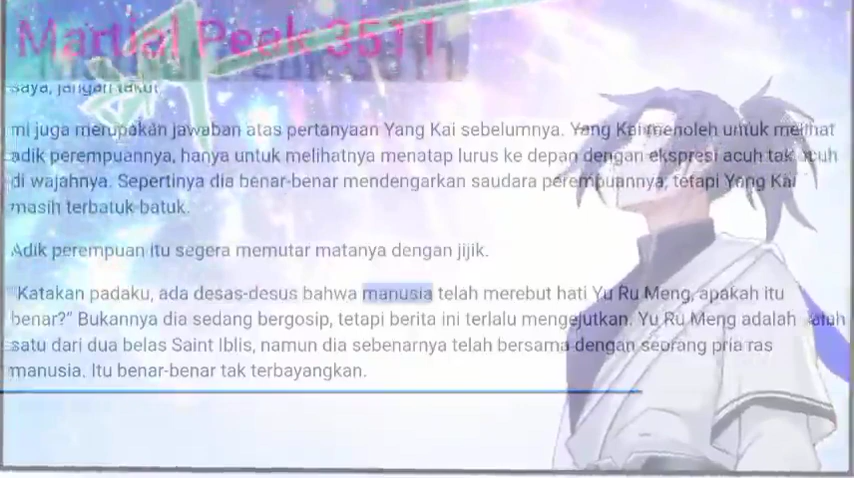 Martial Peak 3511
saya, jangan takut.
mi juga merupakan jawaban atas pertanyaan Yang Kai sebelumnya. Yang Kai menoleh untuk melihat
adik perempuannya, hanya untuk melihatnya menatap lurus ke depan dengan ekspresi acuh tak acuh
di wajahnya. Sepertinya dia benar-benar mendengarkan saudara perempuannya, tetapi Yang Kai
masih terbatuk-batuk.
Adik perempuan itu segera memutar matanya dengan jijik.
"Katakan padaku, ada desas-desus bahwa manusia telah merebut hati Yu Ru Meng, apakah itu
benar?" Bukannya dia sedang bergosip, tetapi berita ini terlalu mengejutkan. Yu Ru Meng adalah salah
satu dari dua belas Saint Iblis, namun dia sebenarnya telah bersama dengan seorang pria ras
manusia. Itu benar-benar tak terbayangkan.